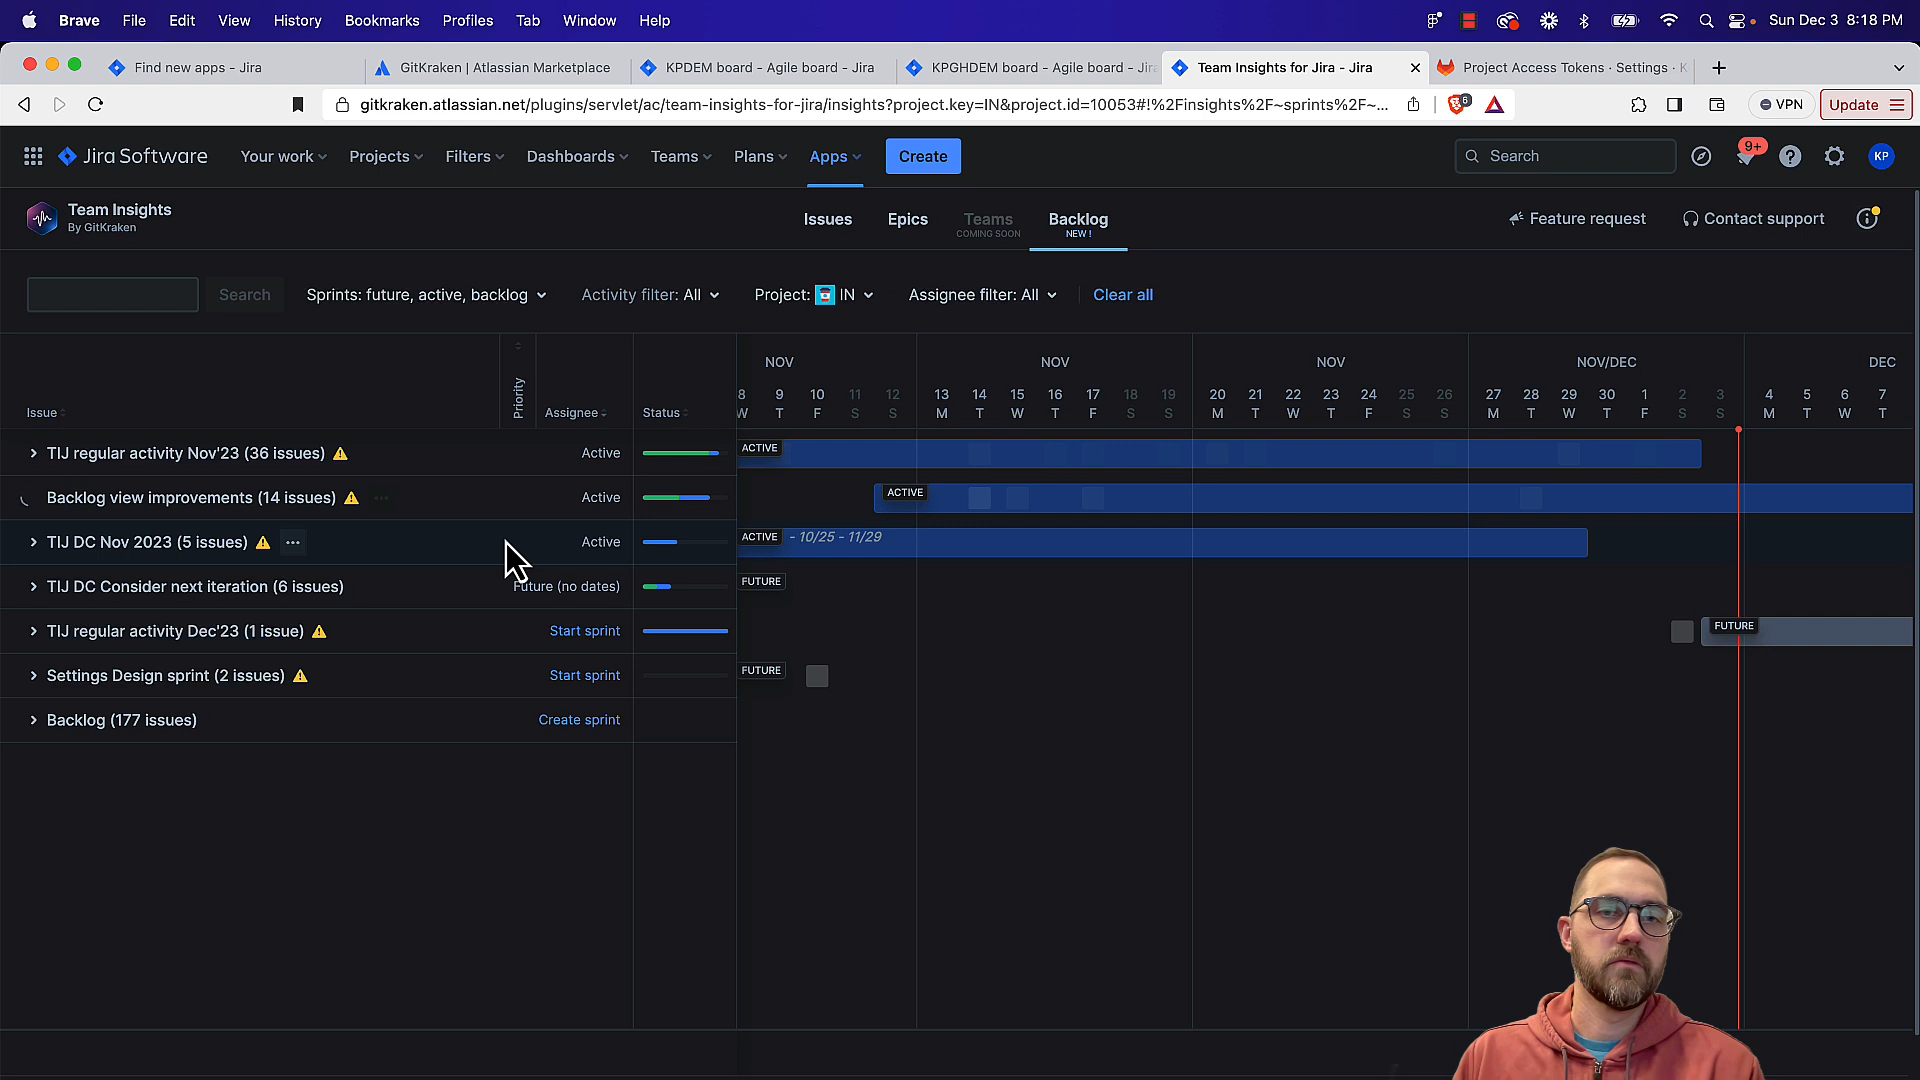 Brave File Edit View History Bookmarks Profiles Tab Window Help Sun Dec 3 8:18 PM
Find new apps - Jira GitKraken | Atlassian Marketplace KPDEM board - Agile board - Jira KPGHDEM board - Agile board - Jir Team Insights for Jira - Jira Project Access Tokens · Settings · K
gitkraken.atlassian.net/plugins/servlet/ac/team-insights-for-jira/insights?project.key=IN&project.id=10053#!%2Finsights%2F~sprints%2F~... 6 VPN Update
Jira Software Your work Projects Filters Dashboards Teams Plans Apps Create Search 9+ KP
Team Insights
By GitKraken
Issues Epics Teams Backlog
COMING SOON NEW !
Feature request Contact support
Search Sprints: future, active, backlog Activity filter: All Project: IN Assignee filter: All Clear all
NOV NOV NOV NOV/DEC DEC
8 9 10 11 12 13 14 15 16 17 18 19 20 21 22 23 24 25 26 27 28 29 30 1 2 3 4 5 6 7
Issue Priority Assignee Status W T F S S M T W T F S S M T W T F S S M T W T F S S M T W T
TIJ regular activity Nov'23 (36 issues) Active ACTIVE
Backlog view improvements (14 issues) Active ACTIVE
TIJ DC Nov 2023 (5 issues) Active ACTIVE - 10/25 - 11/29
TIJ DC Consider next iteration (6 issues) Future (no dates) FUTURE
TIJ regular activity Dec'23 (1 issue) Start sprint FUTURE
Settings Design sprint (2 issues) Start sprint FUTURE
Backlog (177 issues) Create sprint